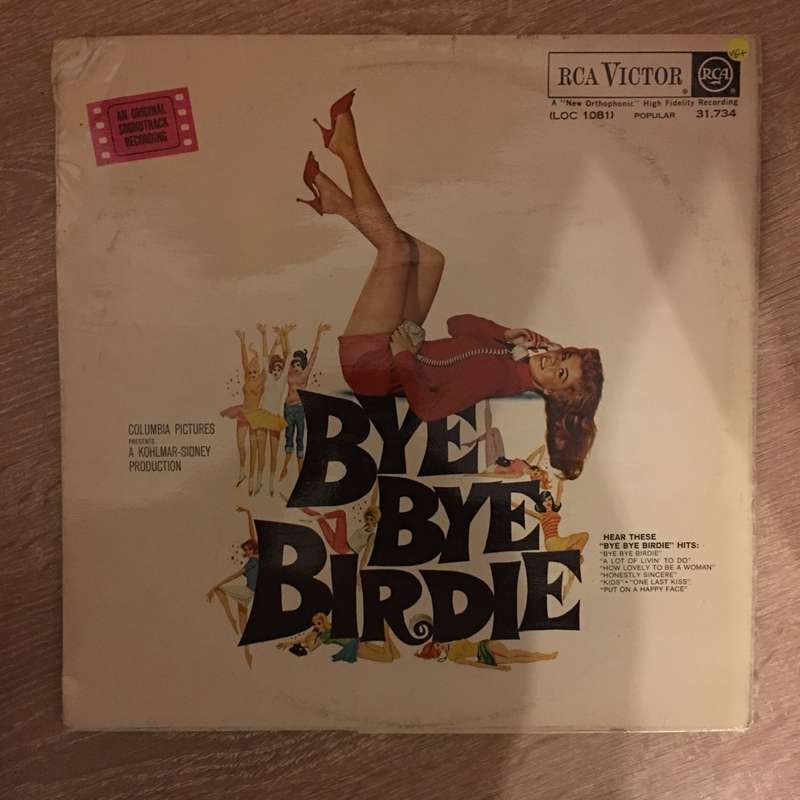 VG+
RCA VICTOR
RCA
A "New Orthophonic" High Fidelity Recording
(LOC 1081) POPULAR 31,734
AN ORIGINAL
SOUNDTRACK
RECORDING
COLUMBIA PICTURES
PRESENTS
A KOHLMAR-SIDNEY
PRODUCTION
BYE
BYE
BIRDIE
HEAR THESE
"BYE BYE BIRDIE" HITS:
"BYE BYE BIRDIE"
"A LOT OF LIVIN' TO DO"
"HOW LOVELY TO BE A WOMAN"
"HONESTLY SINCERE"
"KIDS" • "ONE LAST KISS"
"PUT ON A HAPPY FACE"